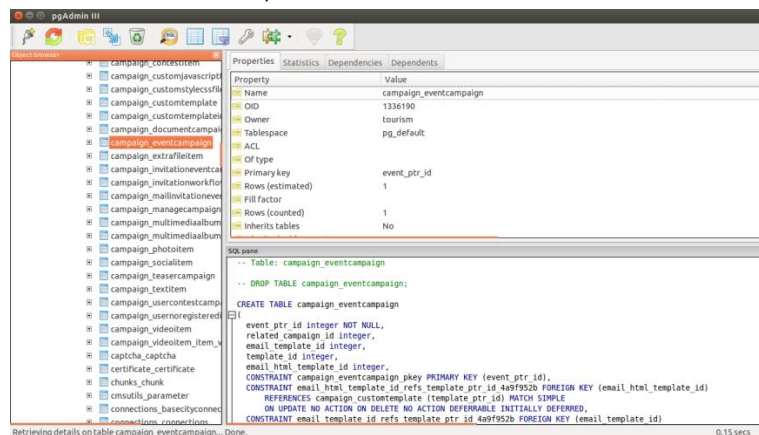 pgAdmin III
SQL
Object browser
campaign_contestitem
campaign_customjavascriptf
campaign_customstylecssfil
campaign_customtemplate
campaign_customtemplatei
campaign_documentcampai
campaign_eventcampaign
campaign_extrafileitem
campaign_invitationeventca
campaign_invitationworkflo
campaign_mailinvitationeve
campaign_managecampaign
campaign_multimediaalbum
campaign_multimediaalbum
campaign_photoitem
campaign_socialitem
campaign_teasercampaign
campaign_textitem
campaign_usercontestcamp
campaign_usernoregisteredi
campaign_videoitem
campaign_videoitem_item_v
captcha_captcha
certificate_certificate
chunks_chunk
cmsutils_parameter
connections_basecityconnec
connections_connections
Properties Statistics Dependencies Dependents
Property Value
Name campaign_eventcampaign
OID 1336190
Owner tourism
Tablespace pg_default
ACL
Of type
Primary key event_ptr_id
Rows (estimated) 1
Fill factor
Rows (counted) 1
Inherits tables No
SQL pane
-- Table: campaign_eventcampaign
-- DROP TABLE campaign_eventcampaign;
CREATE TABLE campaign_eventcampaign
(
event_ptr_id integer NOT NULL,
related_campaign_id integer,
email_template_id integer,
template_id integer,
email_html_template_id integer,
CONSTRAINT campaign_eventcampaign_pkey PRIMARY KEY (event_ptr_id),
CONSTRAINT email_html_template_id_refs_template_ptr_id_4a9f952b FOREIGN KEY (email_html_template_id)
REFERENCES campaign_customtemplate (template_ptr_id) MATCH SIMPLE
ON UPDATE NO ACTION ON DELETE NO ACTION DEFERRABLE INITIALLY DEFERRED,
CONSTRAINT email_template_id_refs_template_ptr_id_4a9f952b FOREIGN KEY (email_template_id)
Retrieving details on table campaign_eventcampaign... Done. 0.15 secs